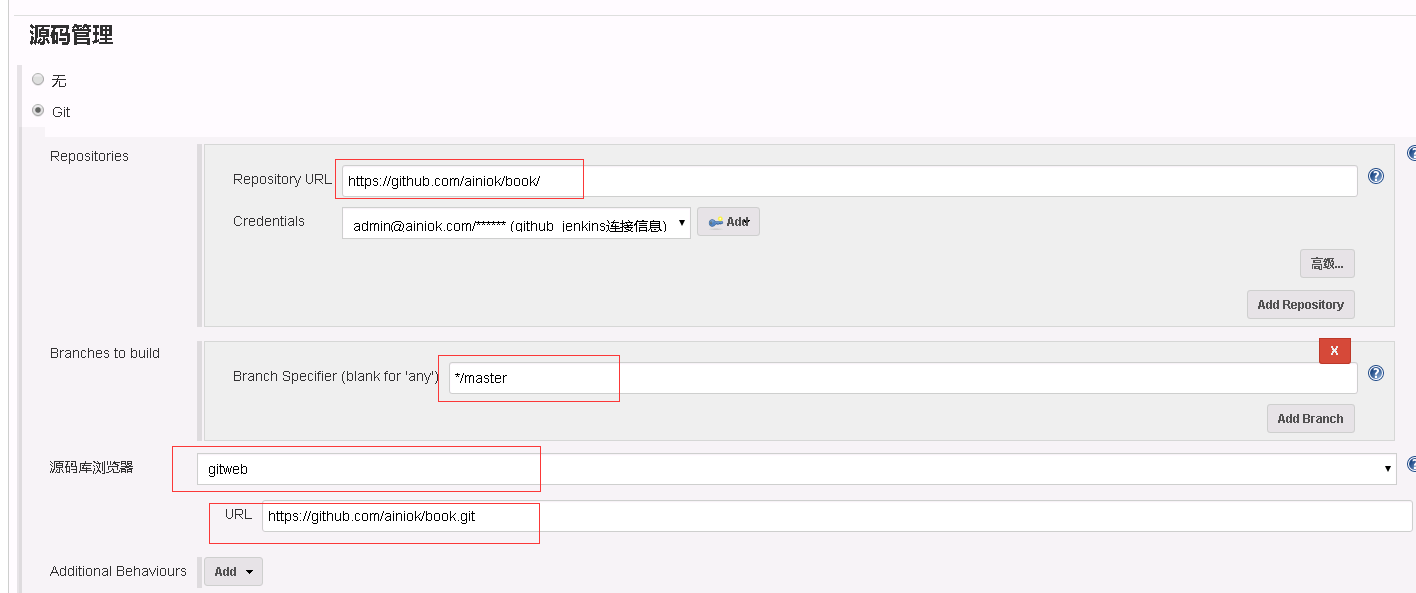 源码管理
无
Git
Repositories
Repository URL https://github.com/ainiok/book/
Credentials admin@ainiok.com/****** (github_jenkins连接信息) Add
高级...
Add Repository
Branches to build
X
Branch Specifier (blank for 'any') */master
Add Branch
源码库浏览器 gitweb
URL https://github.com/ainiok/book.git
Additional Behaviours Add